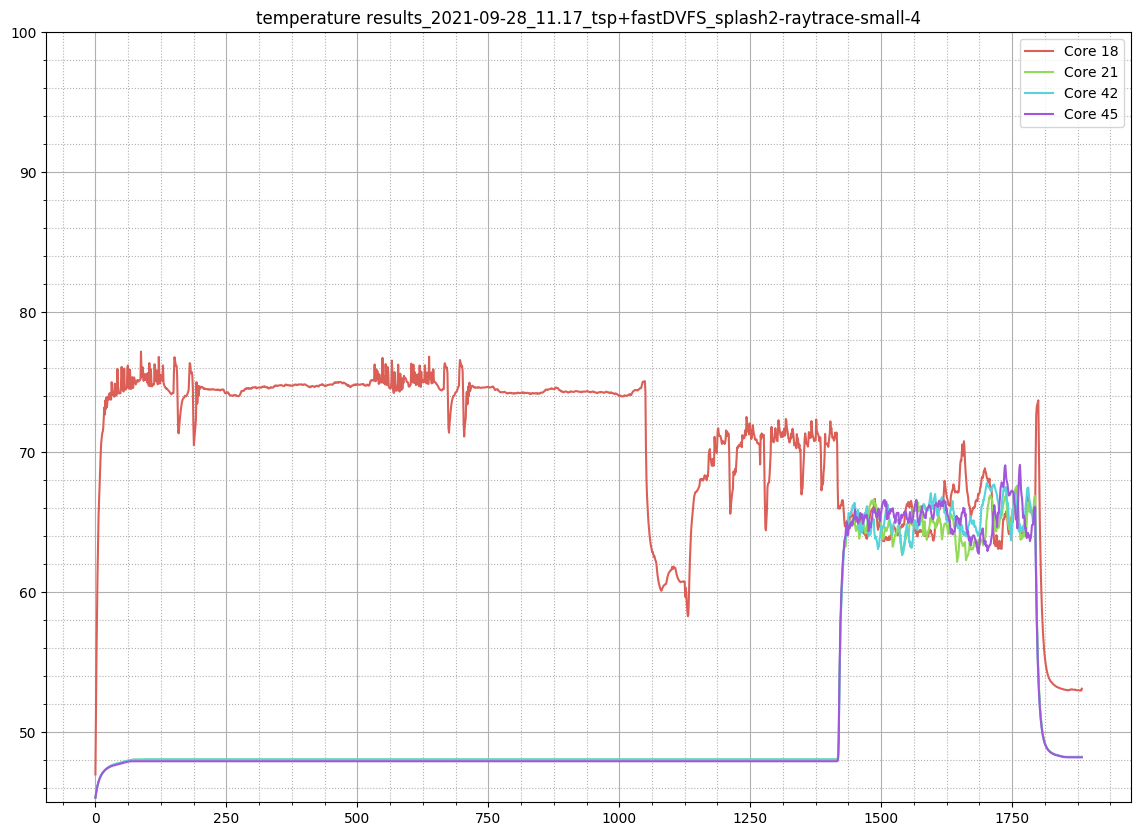 temperature results_2021-09-28_11.17_tsp+fastDVFS_splash2-raytrace-small-4
100
90
80
70
60
50
Core 18
Core 21
Core 42
Core 45
0 250 500 750 1000 1250 1500 1750